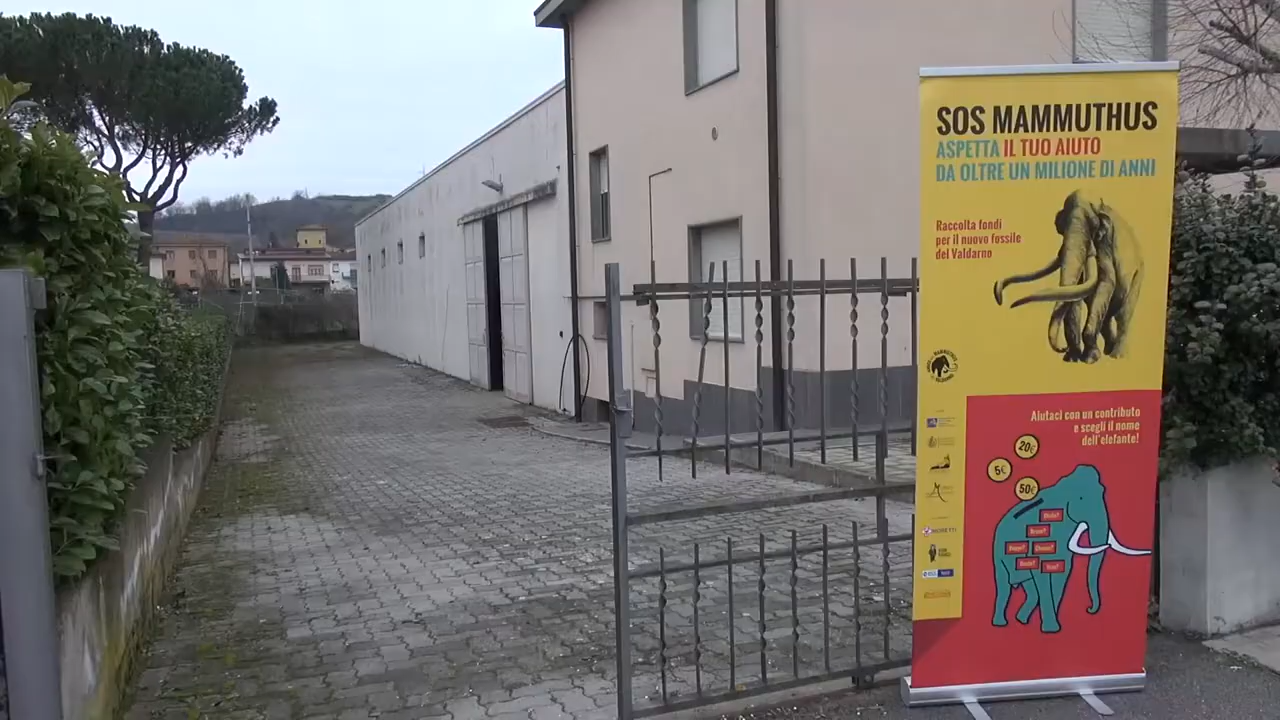 SOS MAMMUTHUS
ASPETTA IL TUO AIUTO
DA OLTRE UN MILIONE DI ANNI
Raccolta fondi
per il nuovo fossile
del Valdarno
MAMMUTHUS
Aiutaci con un contributo
e scegli il nome
dell'elefante!
20€
5€
50€